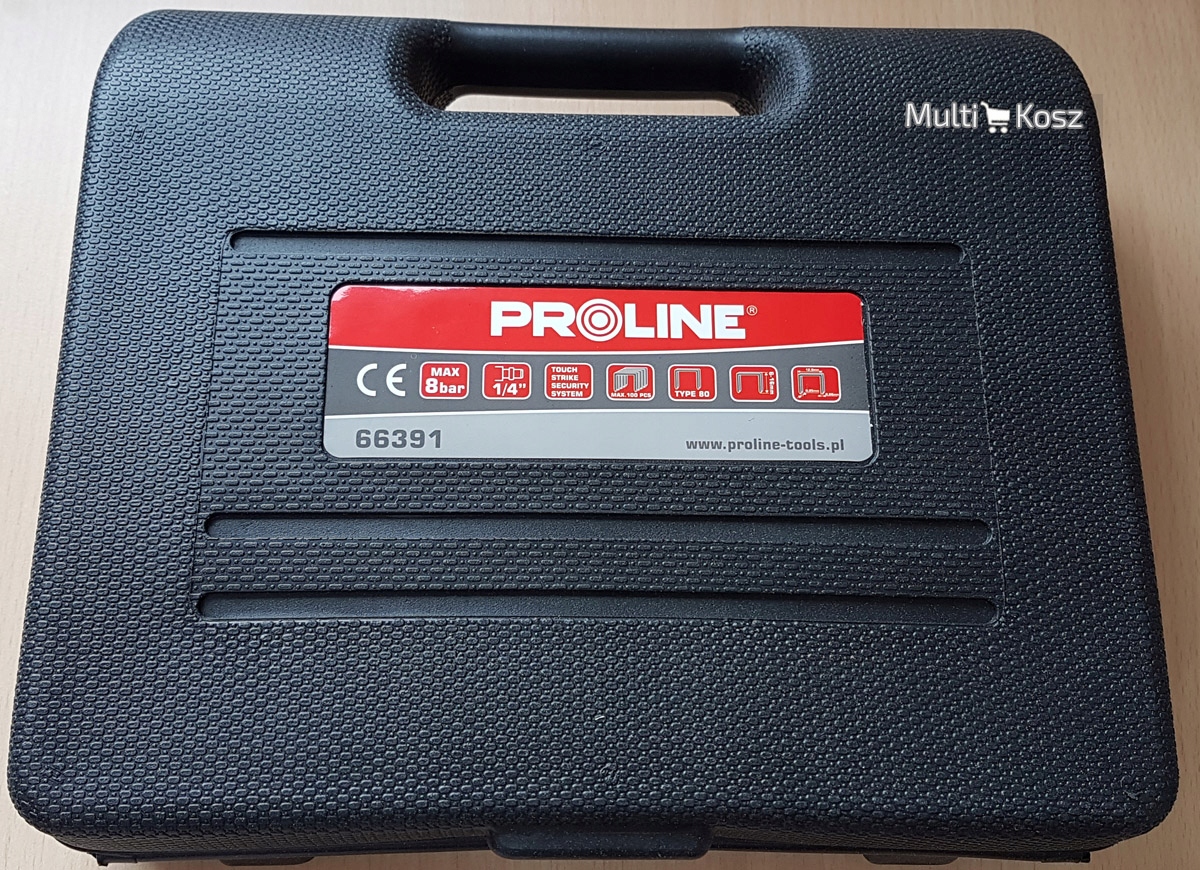 Multi Kosz
PROLINE®
CE
MAX
8bar
1/4”
TOUCH
STRIKE
SECURITY
SYSTEM
MAX. 100 PCS
TYPE 80
66391
www.proline-tools.pl